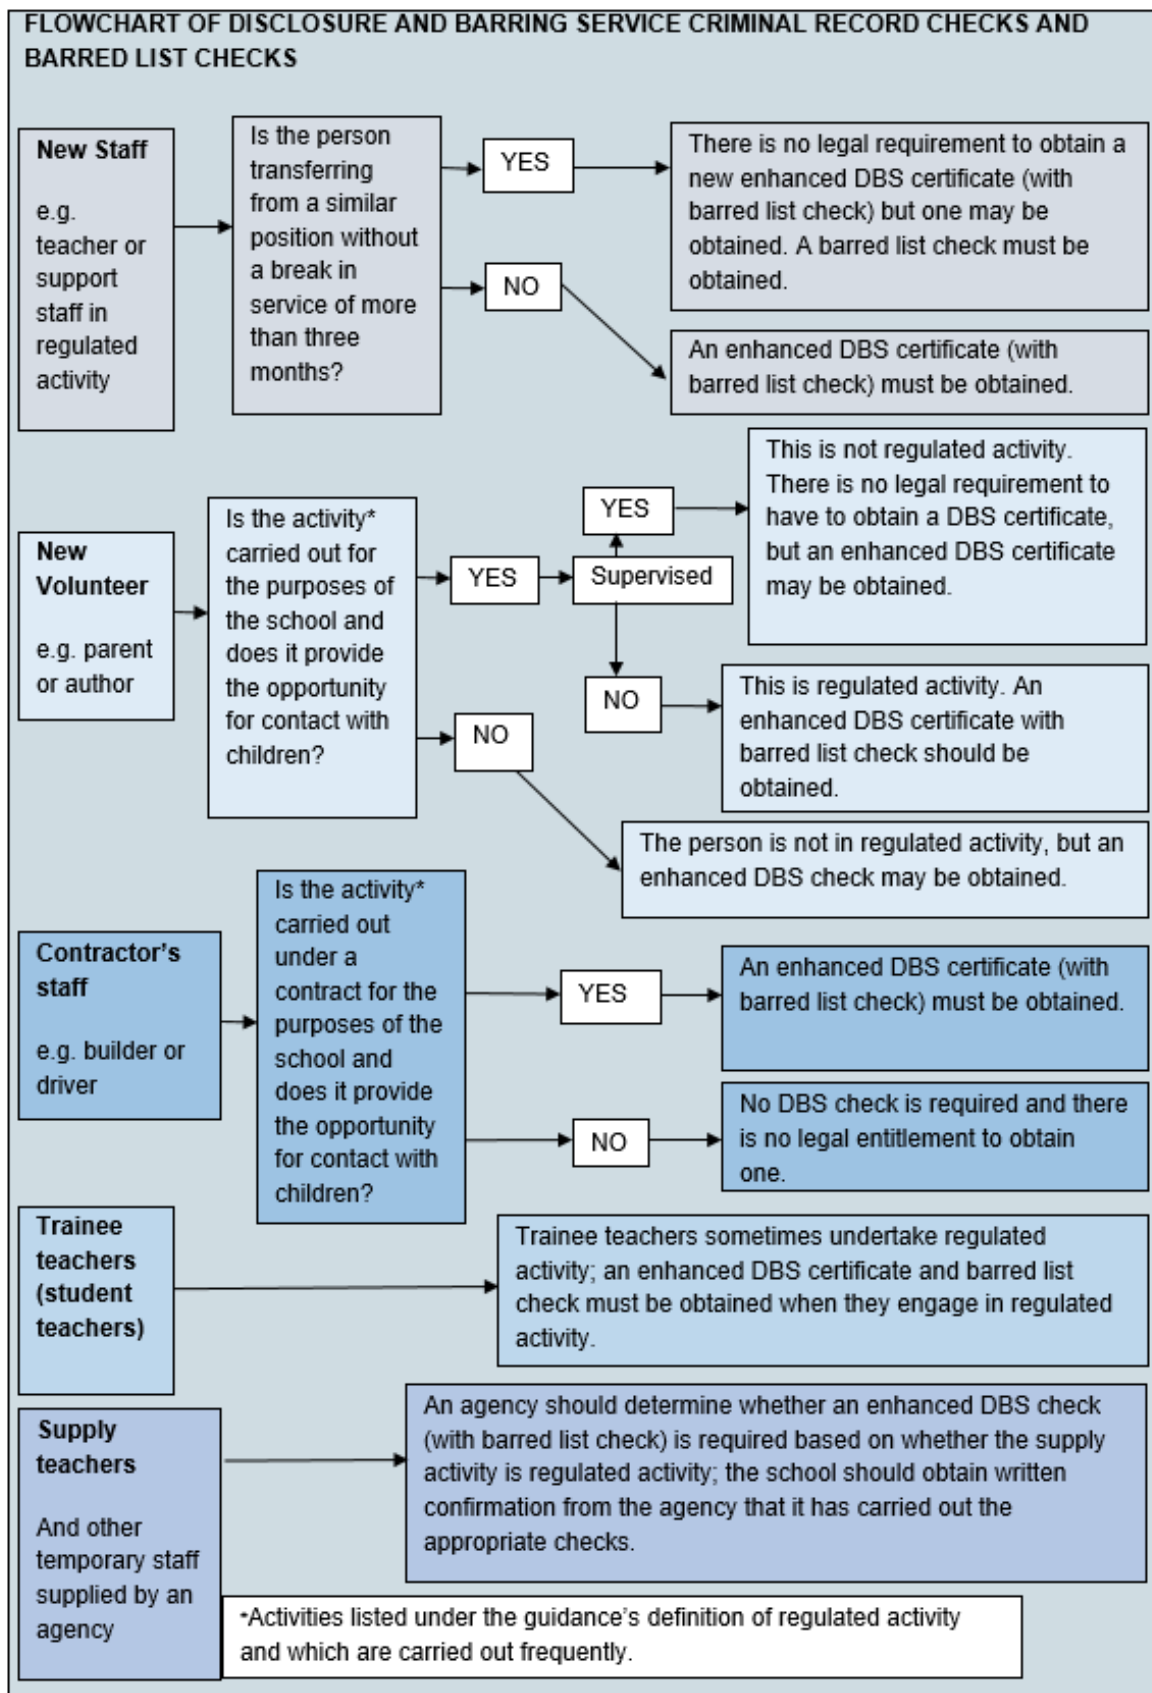 FLOWCHART OF DISCLOSURE AND BARRING SERVICE CRIMINAL RECORD CHECKS AND
BARRED LIST CHECKS
New Staff
e.g.
teacher or
support
staff in
regulated
activity
Is the person
transferring
from a similar
position without
a break in
service of more
than three
months?
YES
There is no legal requirement to obtain a
new enhanced DBS certificate (with
barred list check) but one may be
obtained. A barred list check must be
obtained.
NO
An enhanced DBS certificate (with
barred list check) must be obtained.
New
Volunteer
e.g. parent
or author
Is the activity*
carried out for
the purposes of
the school and
does it provide
the opportunity
for contact with
children?
YES
Supervised
YES
This is not regulated activity.
There is no legal requirement to
have to obtain a DBS certificate,
but an enhanced DBS certificate
may be obtained.
NO
This is regulated activity. An
enhanced DBS certificate with
barred list check should be
obtained.
NO
The person is not in regulated activity, but an
enhanced DBS check may be obtained.
Contractor's
staff
e.g. builder or
driver
Is the activity*
carried out
under a
contract for the
purposes of the
school and
does it provide
the opportunity
for contact with
children?
YES
An enhanced DBS certificate (with
barred list check) must be obtained.
NO
No DBS check is required and there
is no legal entitlement to obtain
one.
Trainee
teachers
(student
teachers)
Trainee teachers sometimes undertake regulated
activity; an enhanced DBS certificate and barred list
check must be obtained when they engage in regulated
activity.
Supply
teachers
And other
temporary staff
supplied by an
agency
An agency should determine whether an enhanced DBS check
(with barred list check) is required based on whether the supply
activity is regulated activity; the school should obtain written
confirmation from the agency that it has carried out the
appropriate checks.
*Activities listed under the guidance's definition of regulated activity
and which are carried out frequently.